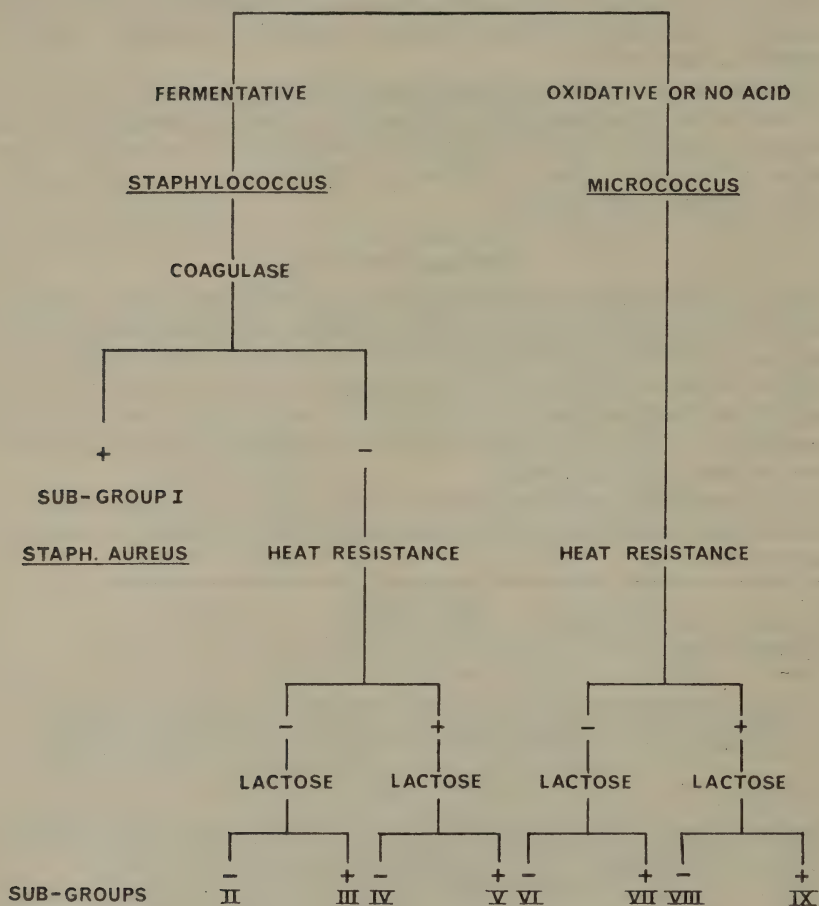 FERMENTATIVE OXIDATIVE OR NO ACID
STAPHYLOCOCCUS MICROCOCCUS
COAGULASE
+ −
SUB-GROUP I
STAPH. AUREUS HEAT RESISTANCE HEAT RESISTANCE
− + − +
LACTOSE LACTOSE LACTOSE LACTOSE
− + − + − + − +
SUB-GROUPS II III IV V VI VII VIII IX